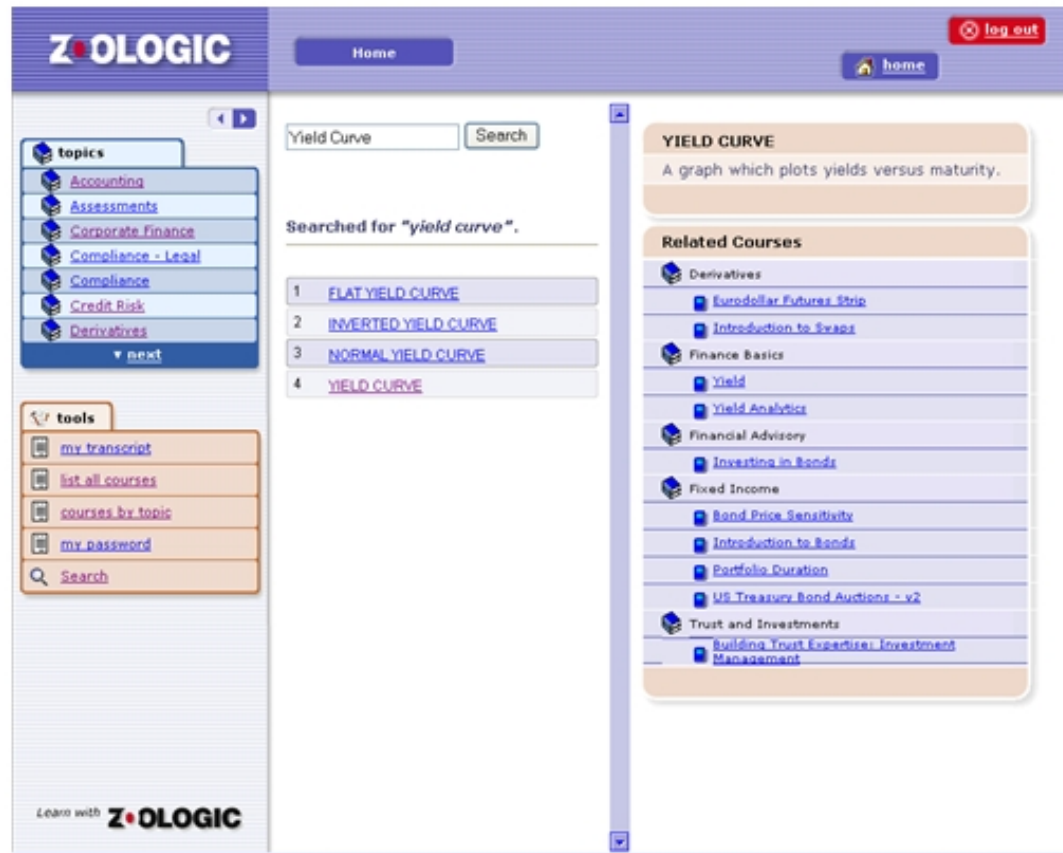 ZOOLOGIC
Home
log out
home
topics
Accounting
Assessments
Corporate Finance
Compliance - Legal
Compliance
Credit Risk
Derivatives
next
tools
my transcript
list all courses
courses by topic
my password
Search
Learn with ZOOLOGIC
Yield Curve Search
Searched for "yield curve".
1 FLAT YIELD CURVE
2 INVERTED YIELD CURVE
3 NORMAL YIELD CURVE
4 YIELD CURVE
YIELD CURVE
A graph which plots yields versus maturity.
Related Courses
Derivatives
Eurodollar Futures Strip
Introduction to Swaps
Finance Basics
Yield
Yield Analytics
Financial Advisory
Investing in Bonds
Fixed Income
Bond Price Sensitivity
Introduction to Bonds
Portfolio Duration
US Treasury Bond Auctions - v2
Trust and Investments
Building Trust Expertise: Investment
Management